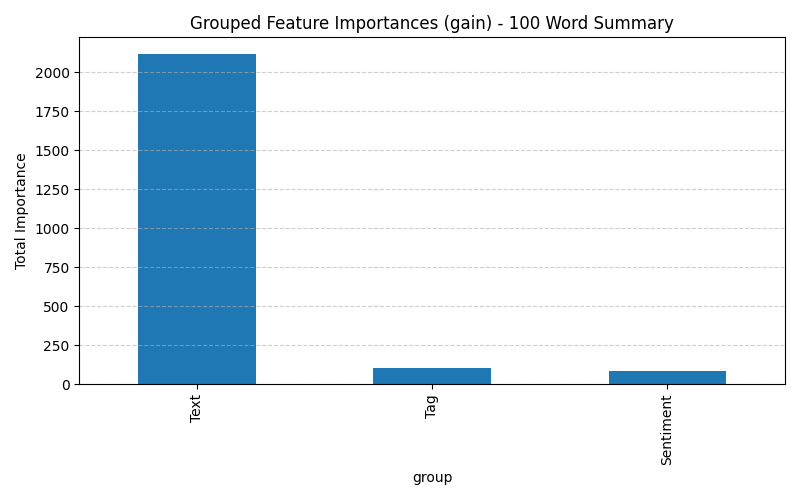 Grouped Feature Importances (gain) - 100 Word Summary
Total Importance
2000
1750
1500
1250
1000
750
500
250
0
Text
Tag
Sentiment
group